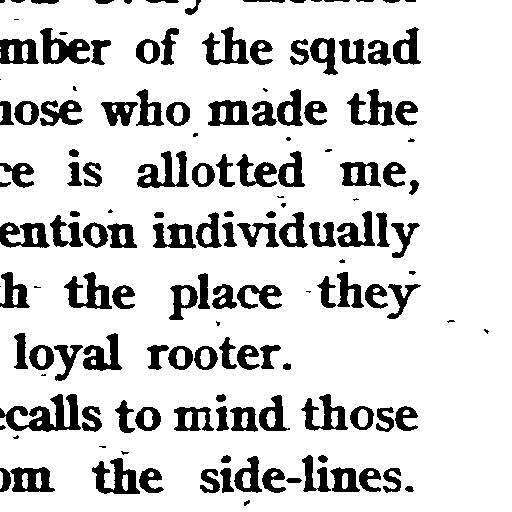 mber of the squad
hose who made the
ce is allotted me,
ention individually
h the place they
loyal rooter.
ecalls to mind those
om the side-lines.